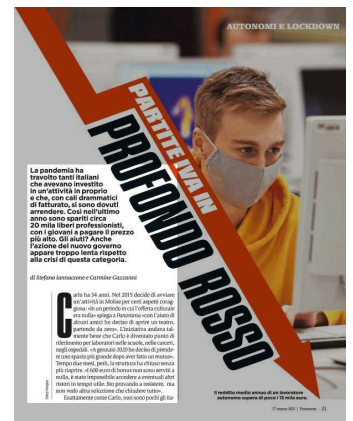 AUTONOMI E LOCKDOWN
PARTITE IVA IN
PROFONDO ROSSO
La pandemia ha
travolto tanti italiani
che avevano investito
in un'attività in proprio
e che, con cali drammatici
di fatturato, si sono dovuti
arrendere. Così nell'ultimo
anno sono spariti circa
20 mila liberi professionisti,
con i giovani a pagare il prezzo
più alto. Gli aiuti? Anche
l'azione del nuovo governo
appare troppo lenta rispetto
alla crisi di questa categoria.
di Stefano Iannaccone e Carmine Gazzanni
Carlo ha 34 anni. Nel 2015 decide di avviare
un'attività in Molise per certi aspetti corag-
giosa: «In un periodo in cui l'offerta culturale
era nulla» spiega a Panorama «con l'aiuto di
alcuni amici ho deciso di aprire un teatro,
partendo da zero». L'iniziativa andava tal-
mente bene che Carlo è diventato punto di
riferimento per laboratori nelle scuole, nelle carceri,
negli ospedali. «A gennaio 2020 ho deciso di prende-
re uno spazio più grande dopo aver fatto un mutuo».
Tempo due mesi, però, la struttura ha chiuso senza
più riaprire. «I 600 euro di bonus non sono serviti a
nulla, è stato impossibile accedere a eventuali altri
ristori in tempo utile. Sto provando a resistere, ma
non vedo altra soluzione che chiudere tutto».
Esattamente come Carlo, non sono pochi gli ita-
Il reddito medio annuo di un lavoratore
autonomo supera di poco i 15 mila euro.
17 marzo 2021 | Panorama 23